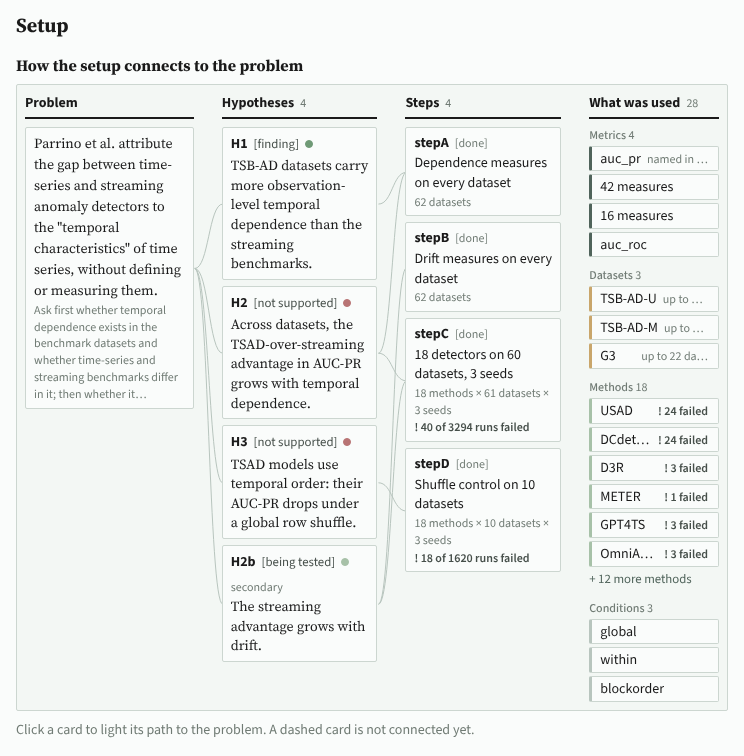 Setup
How the setup connects to the problem
Problem
Parrino et al. attribute
the gap between time-
series and streaming
anomaly detectors to
the "temporal
characteristics" of time
series, without defining
or measuring them.
Ask first whether temporal
dependence exists in the
benchmark datasets and
whether time-series and
streaming benchmarks differ
in it; then whether it…
Hypotheses 4
H1 [finding]
TSB-AD datasets carry
more observation-
level temporal
dependence than the
streaming
benchmarks.
H2 [not supported]
Across datasets, the
TSAD-over-streaming
advantage in AUC-PR
grows with temporal
dependence.
H3 [not supported]
TSAD models use
temporal order: their
AUC-PR drops under
a global row shuffle.
H2b [being tested]
secondary
The streaming
advantage grows with
drift.
Steps 4
stepA [done]
Dependence measures
on every dataset
62 datasets
stepB [done]
Drift measures on every
dataset
62 datasets
stepC [done]
18 detectors on 60
datasets, 3 seeds
18 methods × 61 datasets ×
3 seeds
! 40 of 3294 runs failed
stepD [done]
Shuffle control on 10
datasets
18 methods × 10 datasets ×
3 seeds
! 18 of 1620 runs failed
What was used 28
Metrics 4
auc_pr named in …
42 measures
16 measures
auc_roc
Datasets 3
TSB-AD-U up to …
TSB-AD-M up to …
G3 up to 22 da…
Methods 18
USAD ! 24 failed
DCdet… ! 24 failed
D3R ! 3 failed
METER ! 1 failed
GPT4TS ! 3 failed
OmniA… ! 3 failed
+ 12 more methods
Conditions 3
global
within
blockorder
Click a card to light its path to the problem. A dashed card is not connected yet.